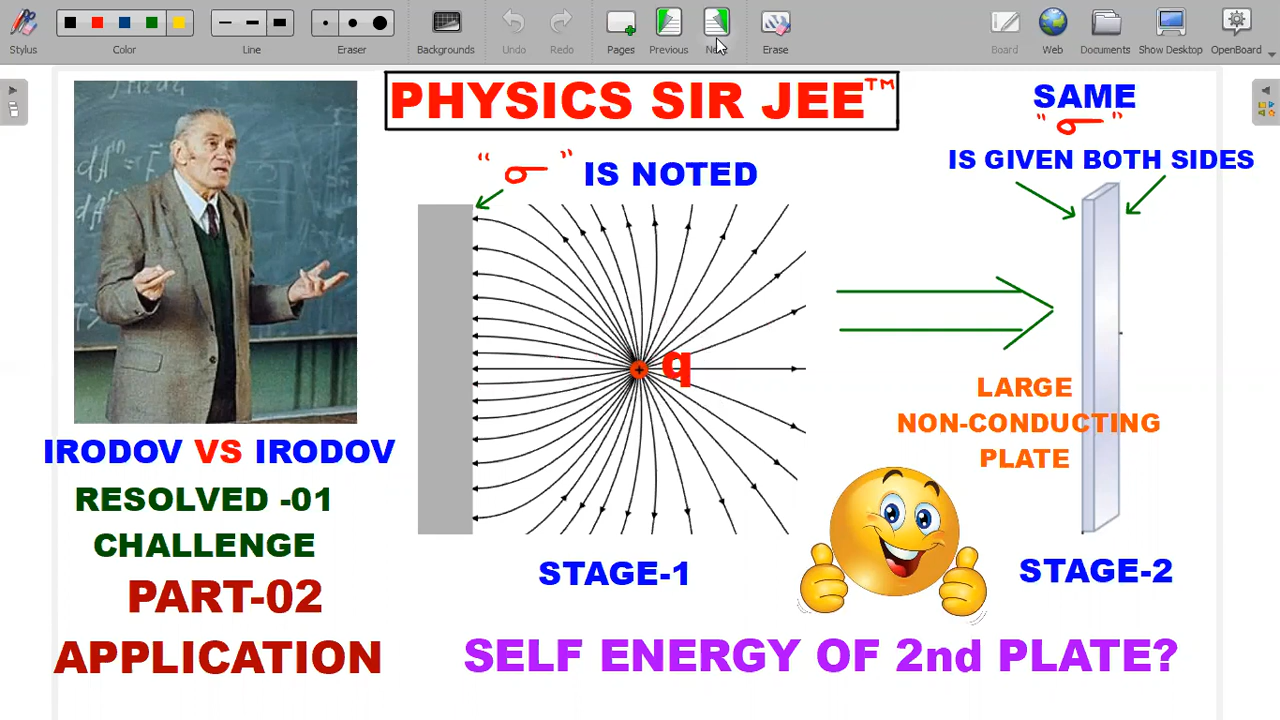 Stylus
Color
Line
Eraser
Backgrounds
Undo
Redo
Pages
Previous
Erase
Board
Web
Documents
Show Desktop
OpenBoard
PHYSICS SIR JEE™
"σ" IS NOTED
SAME
"σ"
IS GIVEN BOTH SIDES
q
LARGE
NON-CONDUCTING
PLATE
IRODOV VS IRODOV
RESOLVED -01
CHALLENGE
PART-02
APPLICATION
STAGE-1
STAGE-2
SELF ENERGY OF 2nd PLATE?